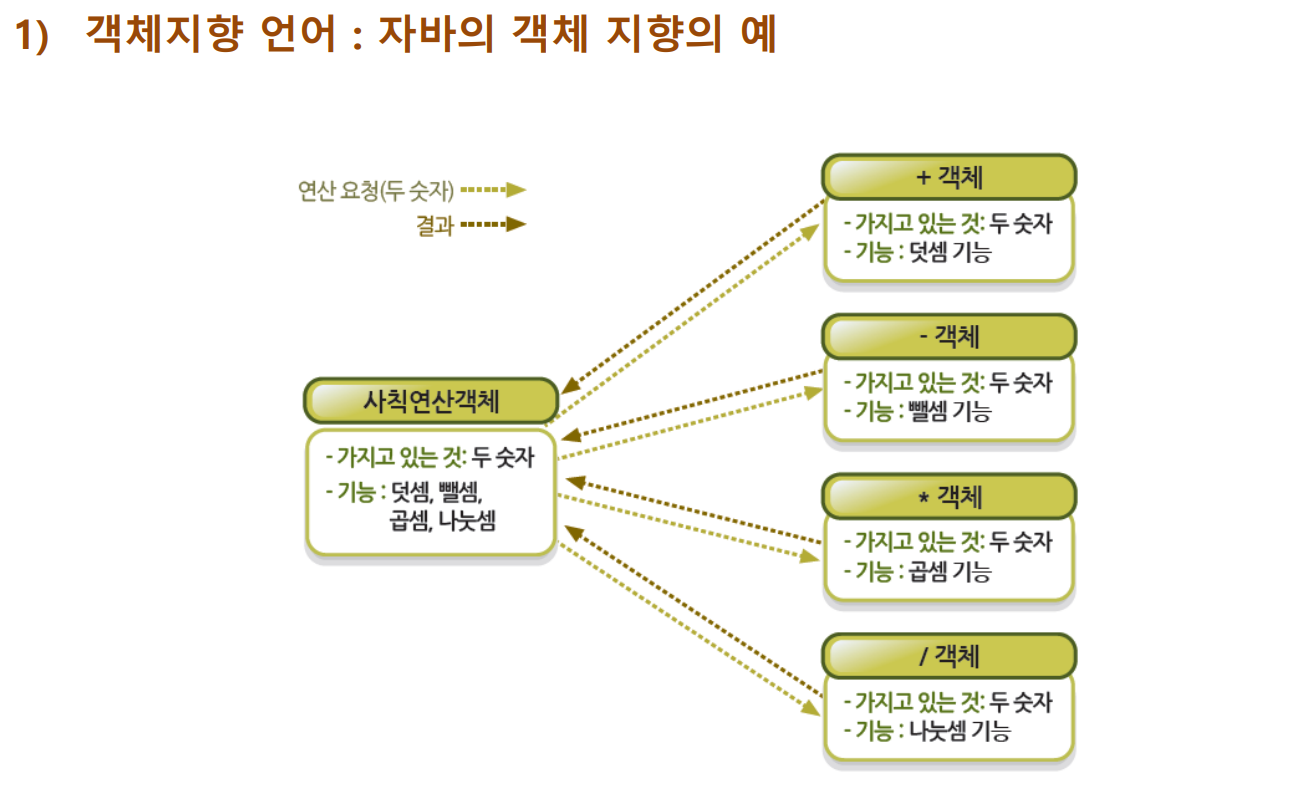 1) 객체지향 언어 : 자바의 객체 지향의 예
연산 요청(두 숫자)
결과
사칙연산객체
- 가지고 있는 것: 두 숫자
- 기능 : 덧셈, 뺄셈,
곱셈, 나눗셈
+ 객체
- 가지고 있는 것: 두 숫자
- 기능 : 덧셈 기능
- 객체
- 가지고 있는 것: 두 숫자
- 기능 : 뺄셈 기능
* 객체
- 가지고 있는 것: 두 숫자
- 기능 : 곱셈 기능
/ 객체
- 가지고 있는 것: 두 숫자
- 기능 : 나눗셈 기능